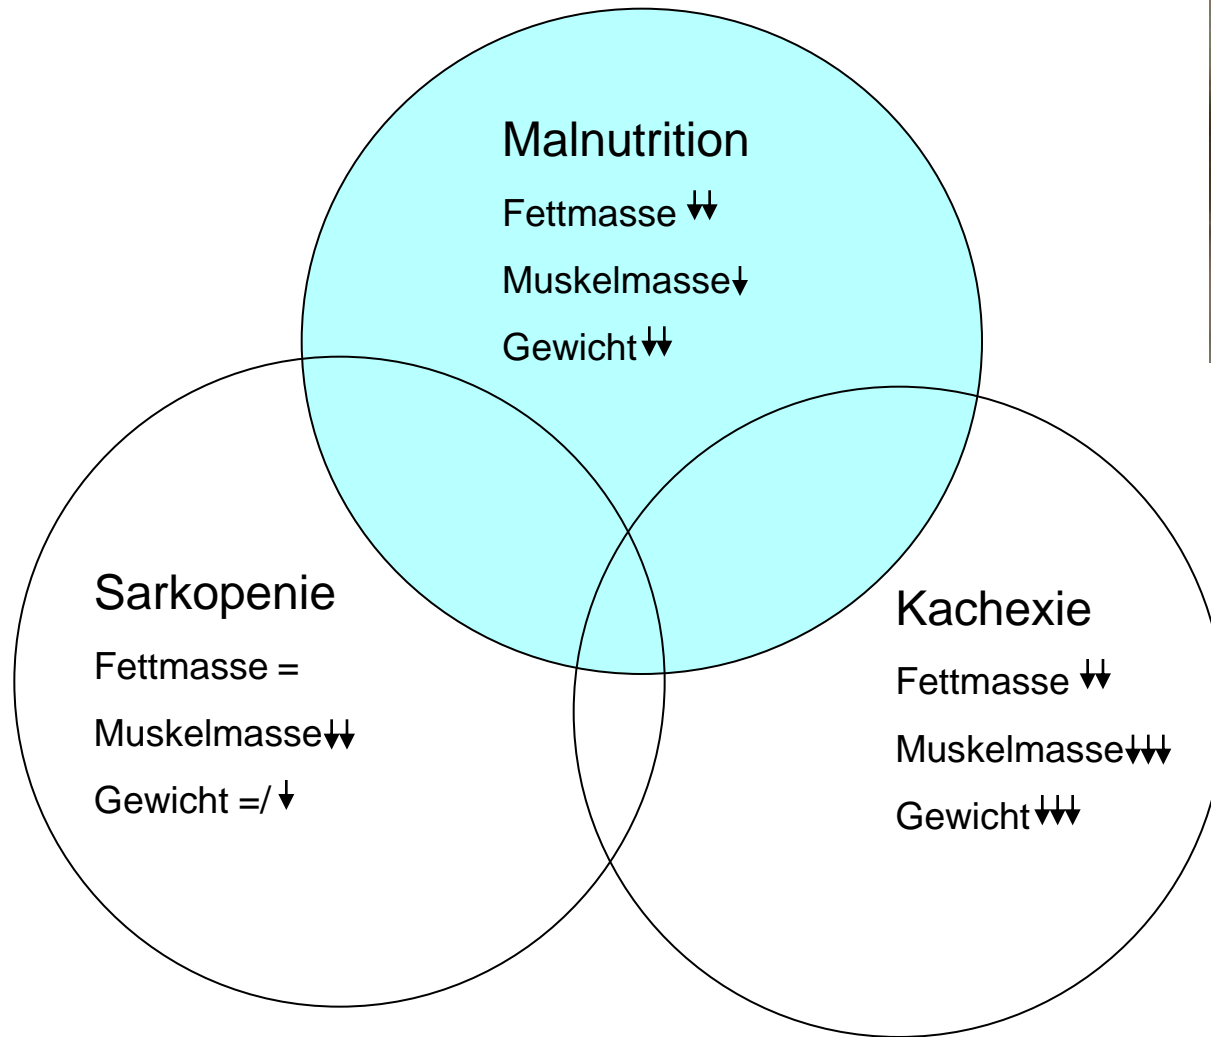 Malnutrition
Fettmasse ↓↓
Muskelmasse↓
Gewicht↓↓
Sarkopenie
Fettmasse =
Muskelmasse↓↓
Gewicht =/ ↓
Kachexie
Fettmasse ↓↓
Muskelmasse↓↓↓
Gewicht↓↓↓